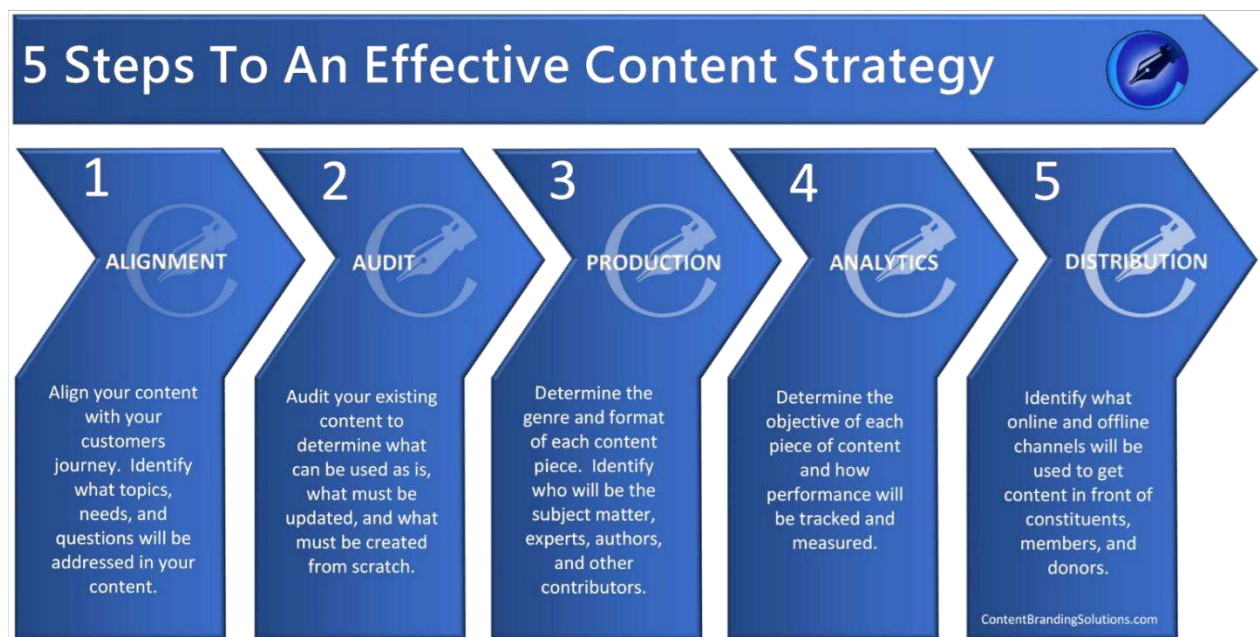 5 Steps To An Effective Content Strategy
1
ALIGNMENT
Align your content
with your
customers
journey. Identify
what topics,
needs, and
questions will be
addressed in your
content.
2
AUDIT
Audit your existing
content to
determine what
can be used as is,
what must be
updated, and what
must be created
from scratch.
3
PRODUCTION
Determine the
genre and format
of each content
piece. Identify
who will be the
subject matter,
experts, authors,
and other
contributors.
4
ANALYTICS
Determine the
objective of each
piece of content
and how
performance will
be tracked and
measured.
5
DISTRIBUTION
Identify what
online and offline
channels will be
used to get
content in front of
constituents,
members, and
donors.
ContentBrandingSolutions.com